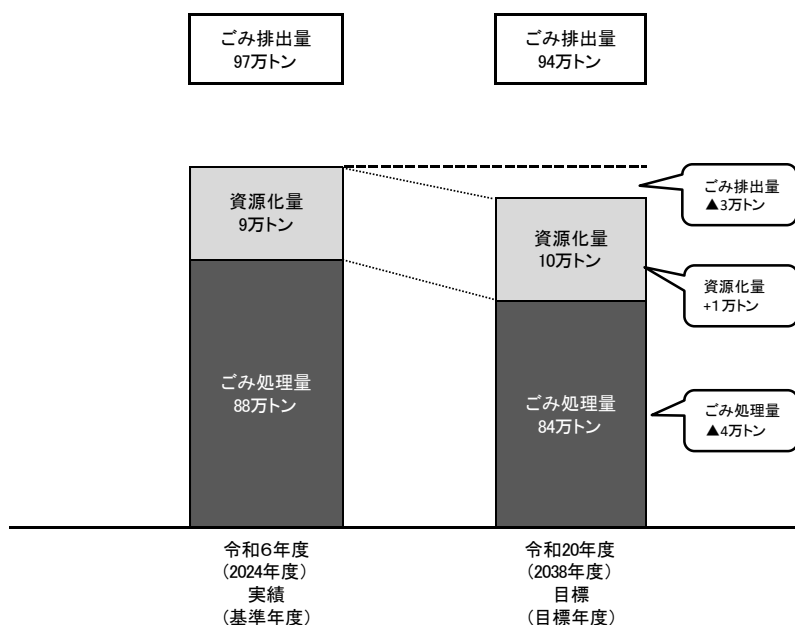 ごみ排出量
97万トン
ごみ排出量
94万トン
資源化量
9万トン
ごみ処理量
88万トン
資源化量
10万トン
ごみ処理量
84万トン
ごみ排出量
▲3万トン
資源化量
+1万トン
ごみ処理量
▲4万トン
令和6年度
（2024年度）
実績
（基準年度）
令和20年度
（2038年度）
目標
（目標年度）